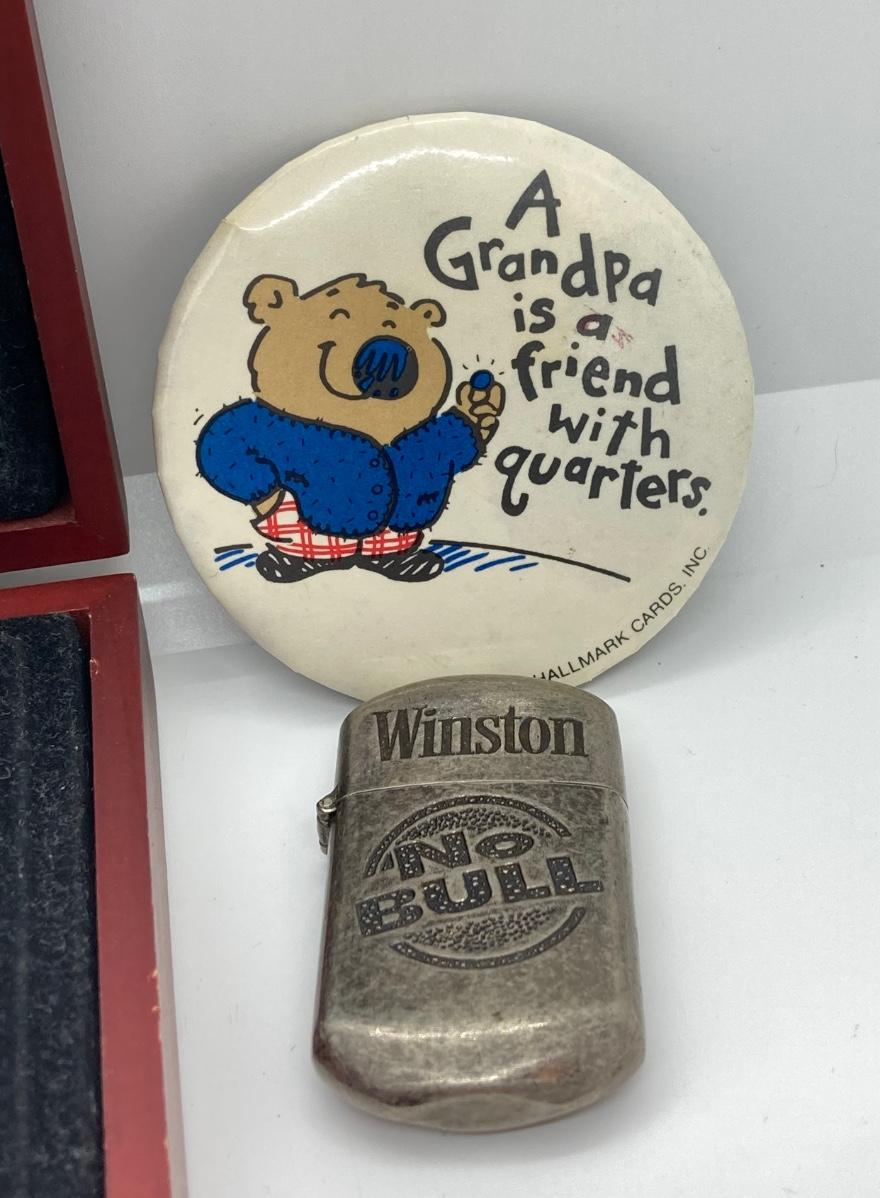 A
Grandpa
is a
friend
with
quarters.
HALLMARK CARDS, INC.
Winston
No
BULL